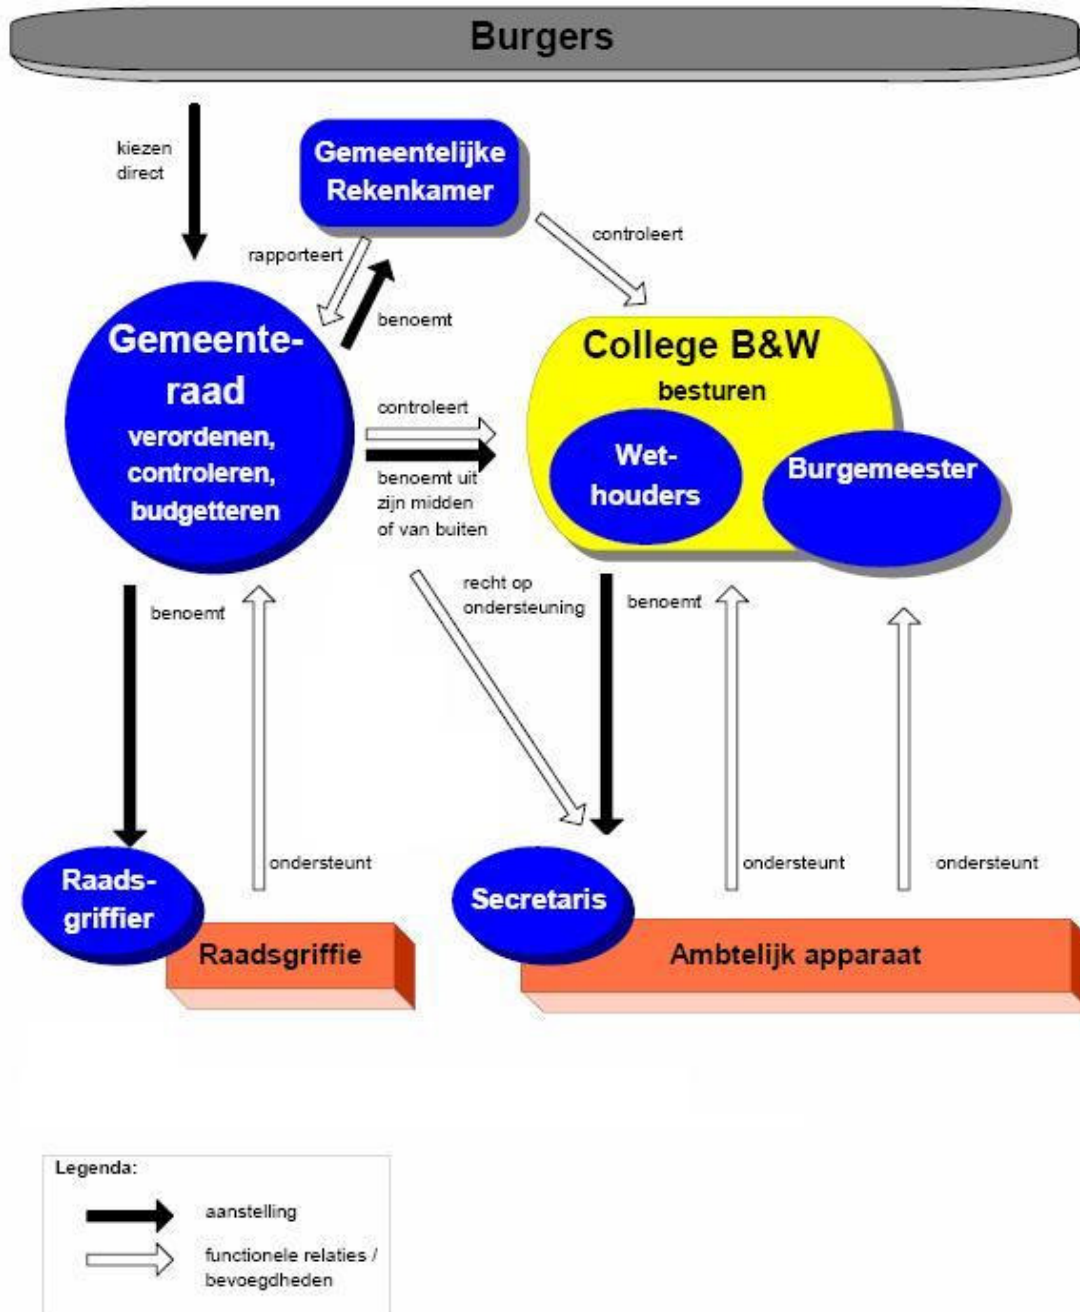 Burgers
kiezen
direct
Gemeentelijke
Rekenkamer
controleert
rapporteert
benoemt
Gemeente-
raad
verordenen,
controleren,
budgetteren
controleert
benoemt uit
zijn midden
of van buiten
College B&W
besturen
Wet-
houders
Burgemeester
benoemt
recht op
ondersteuning
benoemt
ondersteunt
ondersteunt
ondersteunt
Raads-
griffier
Raadsgriffie
Secretaris
Ambtelijk apparaat
Legenda:
aanstelling
functionele relaties /
bevoegdheden